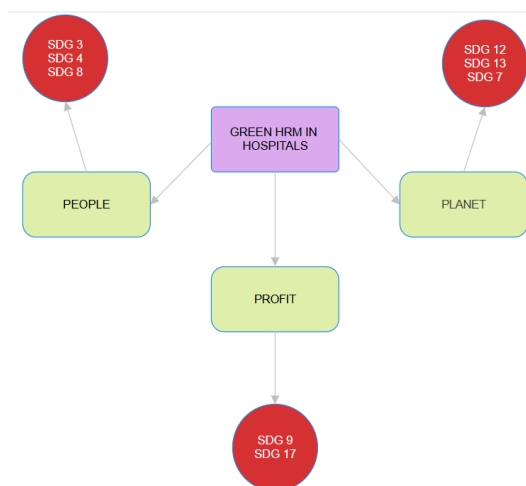 SDG 3
SDG 4
SDG 8
SDG 12
SDG 13
SDG 7
GREEN HRM IN
HOSPITALS
PEOPLE
PLANET
PROFIT
SDG 9
SDG 17